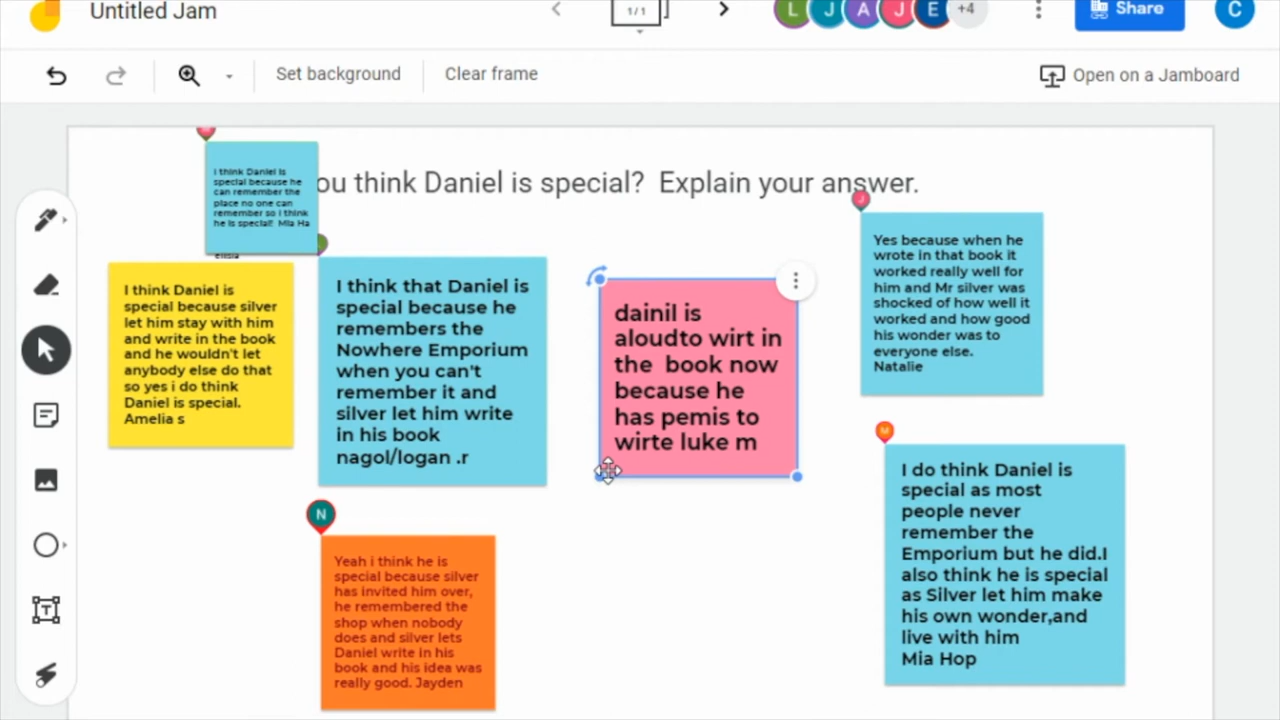 Untitled Jam
1/1
L
J
A
J
E
+4
Share
C
Set background
Clear frame
Open on a Jamboard
ou think Daniel is special? Explain your answer.
I think Daniel is
special because he
can remember the
place no one can
remember so i think
he is special! Mia Ha
elisia
I think Daniel is
special because silver
let him stay with him
and write in the book
and he wouldn't let
anybody else do that
so yes i do think
Daniel is special.
Amelia s
I think that Daniel is
special because he
remembers the
Nowhere Emporium
when you can't
remember it and
silver let him write
in his book
nagol/logan .r
dainil is
aloudto wirt in
the book now
because he
has pemis to
wirte luke m
J
Yes because when he
wrote in that book it
worked really well for
him and Mr silver was
shocked of how well it
worked and how good
his wonder was to
everyone else.
Natalie
N
Yeah i think he is
special because silver
has invited him over,
he remembered the
shop when nobody
does and silver lets
Daniel write in his
book and his idea was
really good. Jayden
M
I do think Daniel is
special as most
people never
remember the
Emporium but he did.I
also think he is special
as Silver let him make
his own wonder,and
live with him
Mia Hop